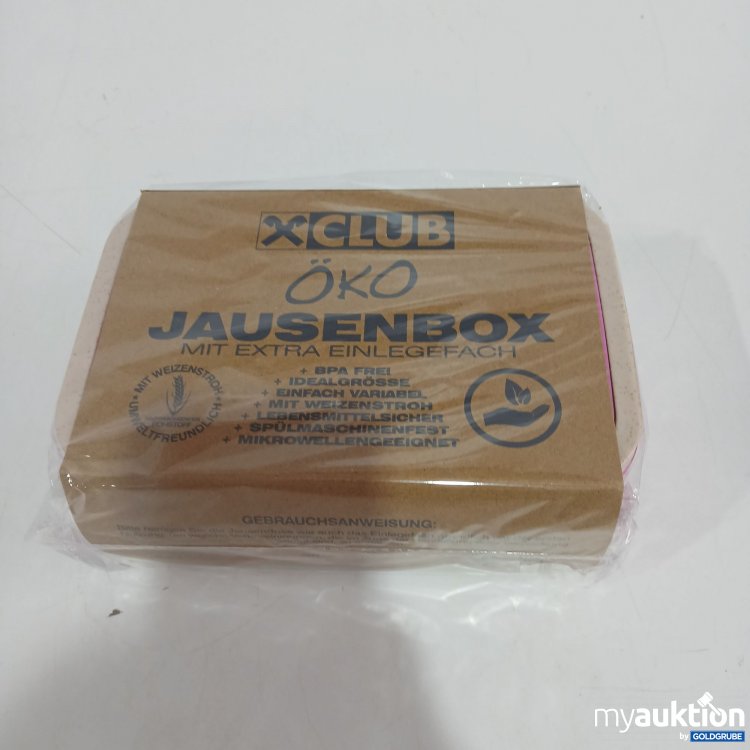 XCLUB
ÖKO
JAUSENBOX
MIT EXTRA EINLEGEFACH
+ BPA FREI
+ IDEALGRÖSSE
+ EINFACH VARIABEL
+ MIT WEIZENSTROH
+ LEBENSMITTELSICHER
+ SPÜLMASCHINENFEST
+ MIKROWELLENGEEIGNET
MIT WEIZENSTROH
UMWELTFREUNDLICH
GEBRAUCHSANWEISUNG:
myauktion
by GOLDGRUBE